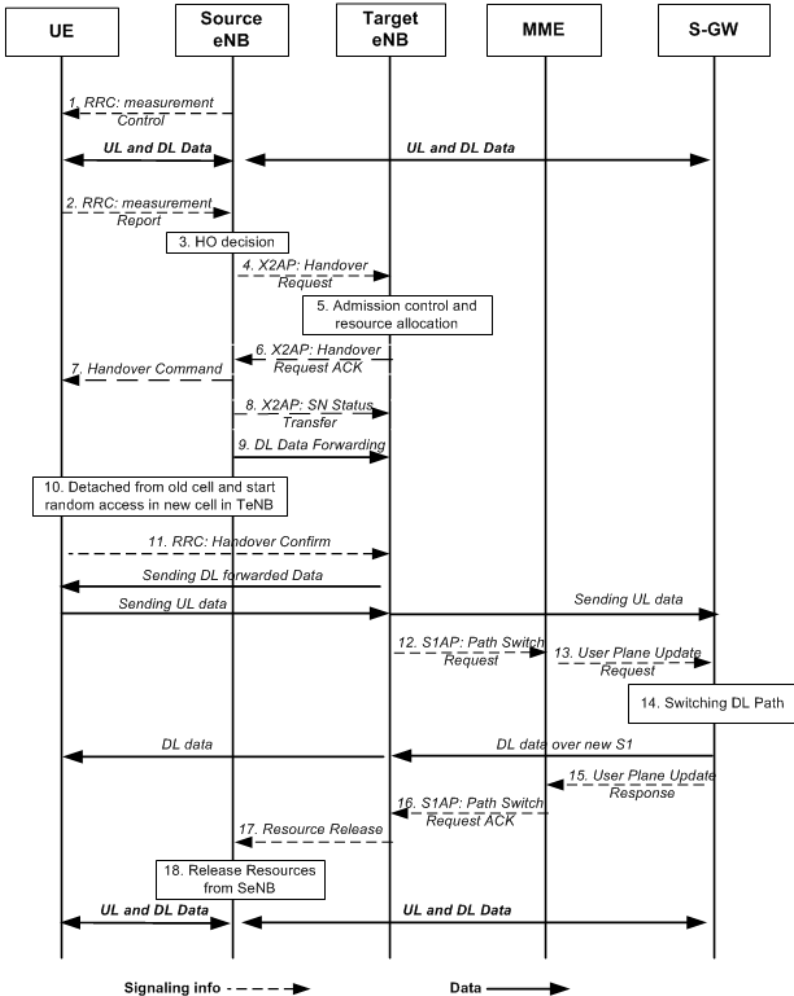 UE
Source
eNB
Target
eNB
MME
S-GW
1. RRC: measurement
Control
UL and DL Data
UL and DL Data
2. RRC: measurement
Report
3. HO decision
4. X2AP: Handover
Request
5. Admission control and
resource allocation
6. X2AP: Handover
Request ACK
7. Handover Command
8. X2AP: SN Status
Transfer
9. DL Data Forwarding
10. Detached from old cell and start
random access in new cell in TeNB
11. RRC: Handover Confirm
Sending DL forwarded Data
Sending UL data
Sending UL data
12. S1AP: Path Switch
Request
13. User Plane Update
Request
14. Switching DL Path
DL data
DL data over new S1
15. User Plane Update
Response
16. S1AP: Path Switch
Request ACK
17. Resource Release
18. Release Resources
from SeNB
UL and DL Data
UL and DL Data
Signaling info
Data